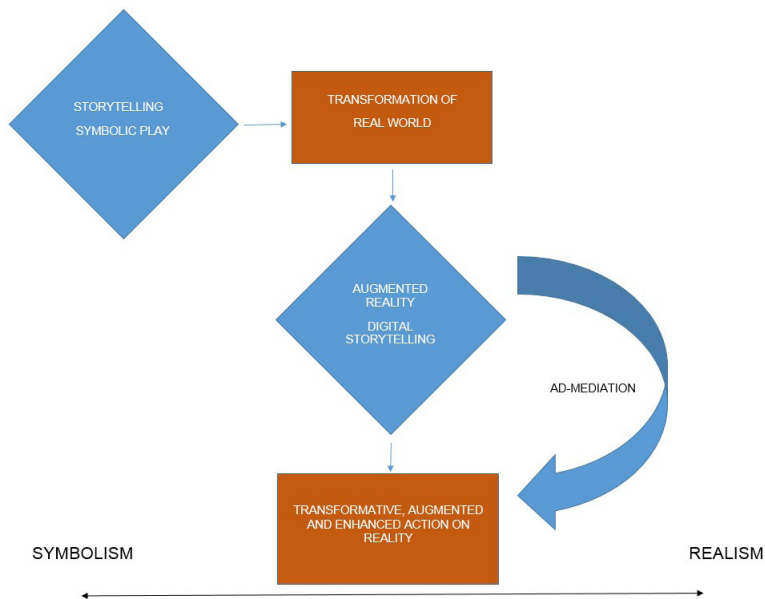 STORYTELLING
SYMBOLIC PLAY
TRANSFORMATION OF
REAL WORLD
AUGMENTED
REALITY
DIGITAL
STORYTELLING
AD-MEDIATION
TRANSFORMATIVE, AUGMENTED
AND ENHANCED ACTION ON
REALITY
SYMBOLISM
REALISM